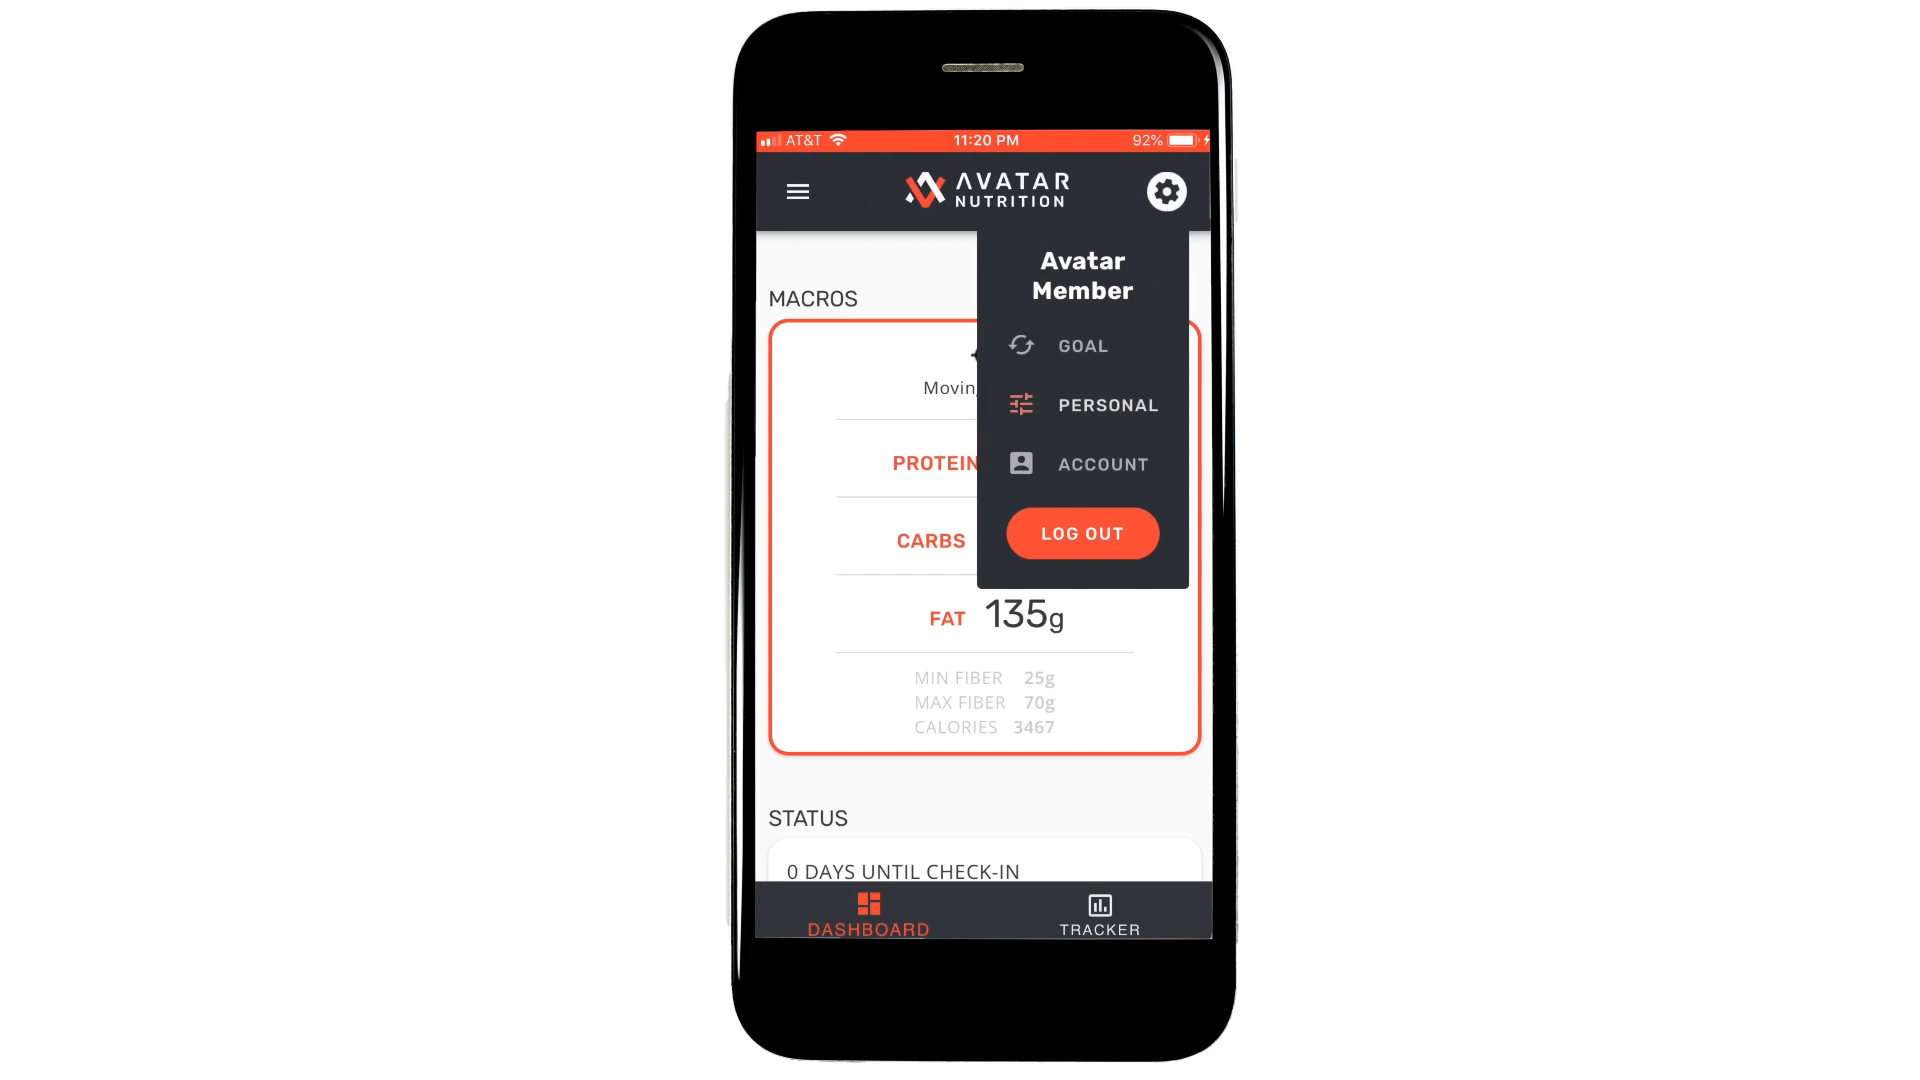 AT&T
11:20 PM
92%
AVATAR
NUTRITION
Avatar
Member
GOAL
PERSONAL
ACCOUNT
LOG OUT
MACROS
PROTEIN
CARBS
FAT 135g
MIN FIBER 25g
MAX FIBER 70g
CALORIES 3467
STATUS
0 DAYS UNTIL CHECK-IN
DASHBOARD
TRACKER